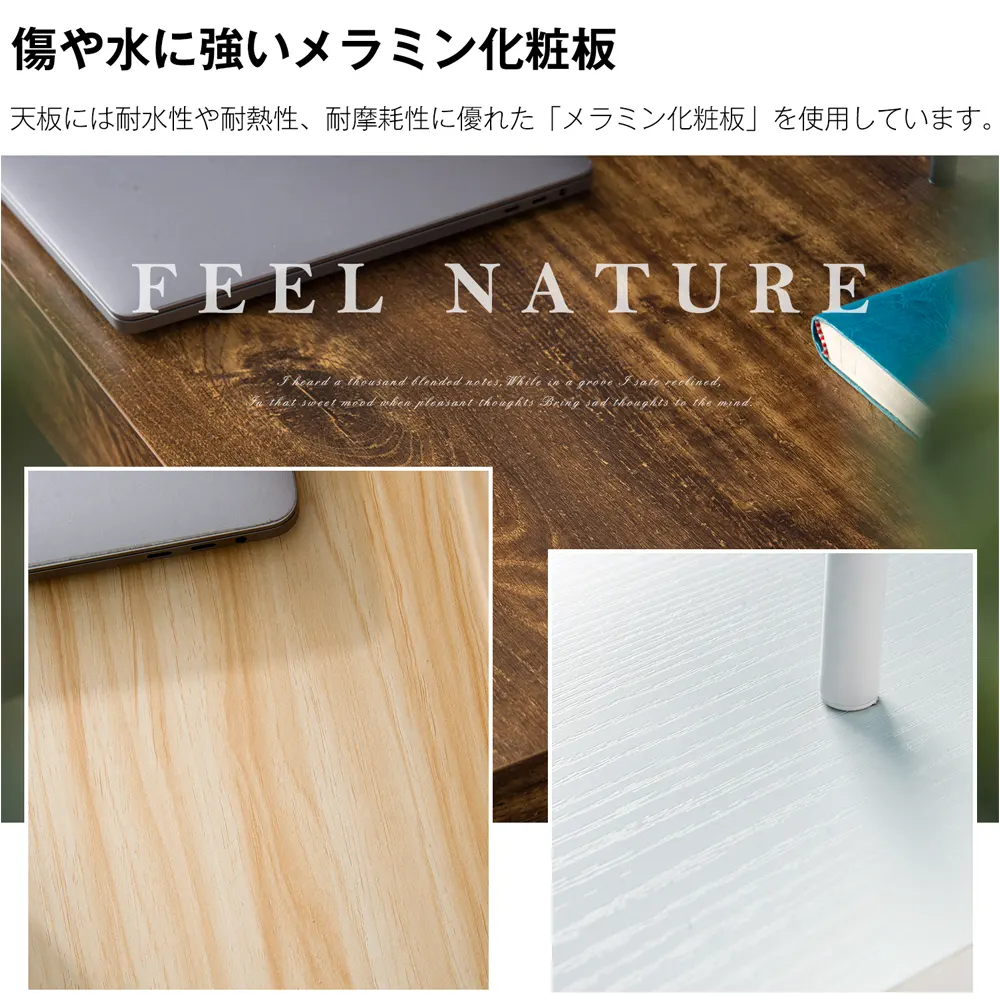 傷や水に強いメラミン化粧板
天板には耐水性や耐熱性、耐摩耗性に優れた「メラミン化粧板」を使用しています。
FEEL NATURE
I heard a thousand blended notes,While in a grove I sate reclined,
In that sweet mood when pleasant thoughts Being sad thoughts to the mind.